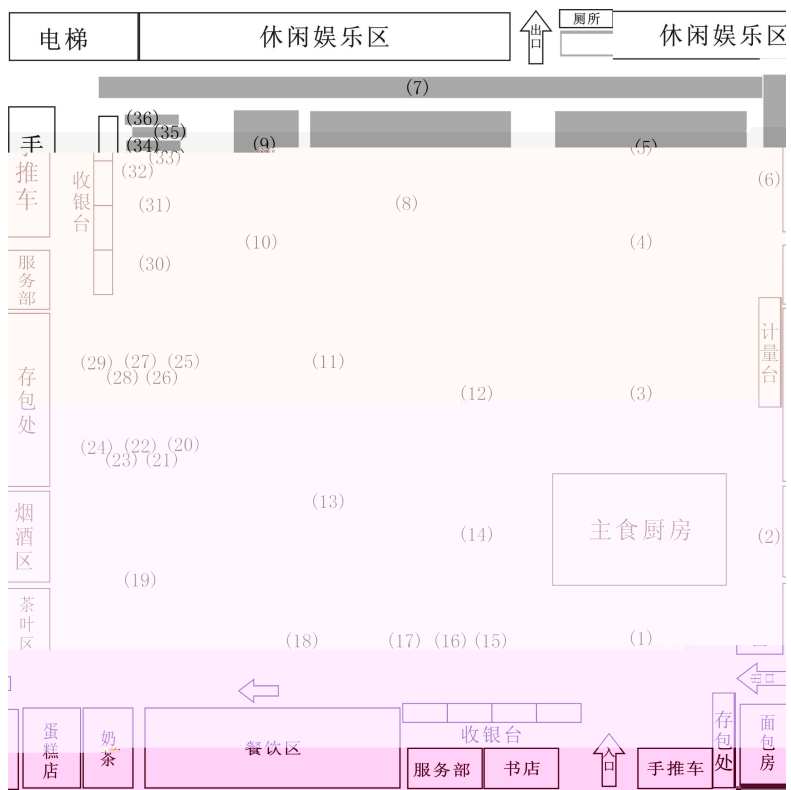 电梯
休闲娱乐区
出口
厕所
休闲娱乐区
(7)
手推车
(36)
(35)
(34)
(33)
(32)
(31)
(30)
收银台
(9)
(10)
(8)
(5)
(4)
(6)
服务部
计量台
存包处
(29)
(27)
(25)
(28)
(26)
(11)
(12)
(3)
(24)
(22)
(20)
(23)
(21)
(13)
(14)
主食厨房
(2)
烟酒区
(19)
茶叶区
(18)
(17)
(16)
(15)
(1)
出口
蛋糕店
奶茶
餐饮区
收银台
服务部
书店
入口
手推车
存包处
面包房